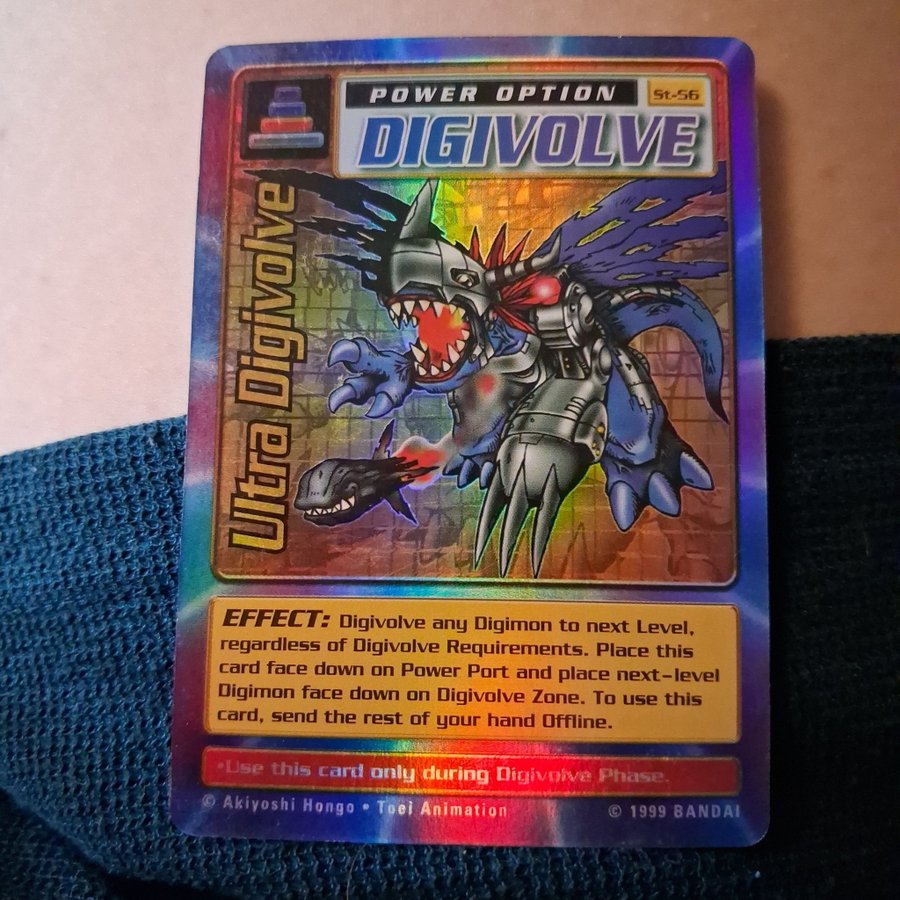 POWER OPTION
St-56
DIGIVOLVE
Ultra Digivolve
EFFECT: Digivolve any Digimon to next Level,
regardless of Digivolve Requirements. Place this
card face down on Power Port and place next-level
Digimon face down on Digivolve Zone. To use this
card, send the rest of your hand Offline.
*Use this card only during Digivolve Phase.
© Akiyoshi Hongo • Toei Animation
© 1999 BANDAI